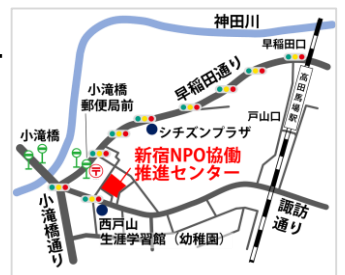 神田川
早稲田口
早稲田通り
高田馬場駅
小滝橋
郵便局前
戸山口
小滝橋
シチズンプラザ
新宿NPO協働
推進センター
小滝橋通り
西戸山
生涯学習館（幼稚園）
諏訪
通り